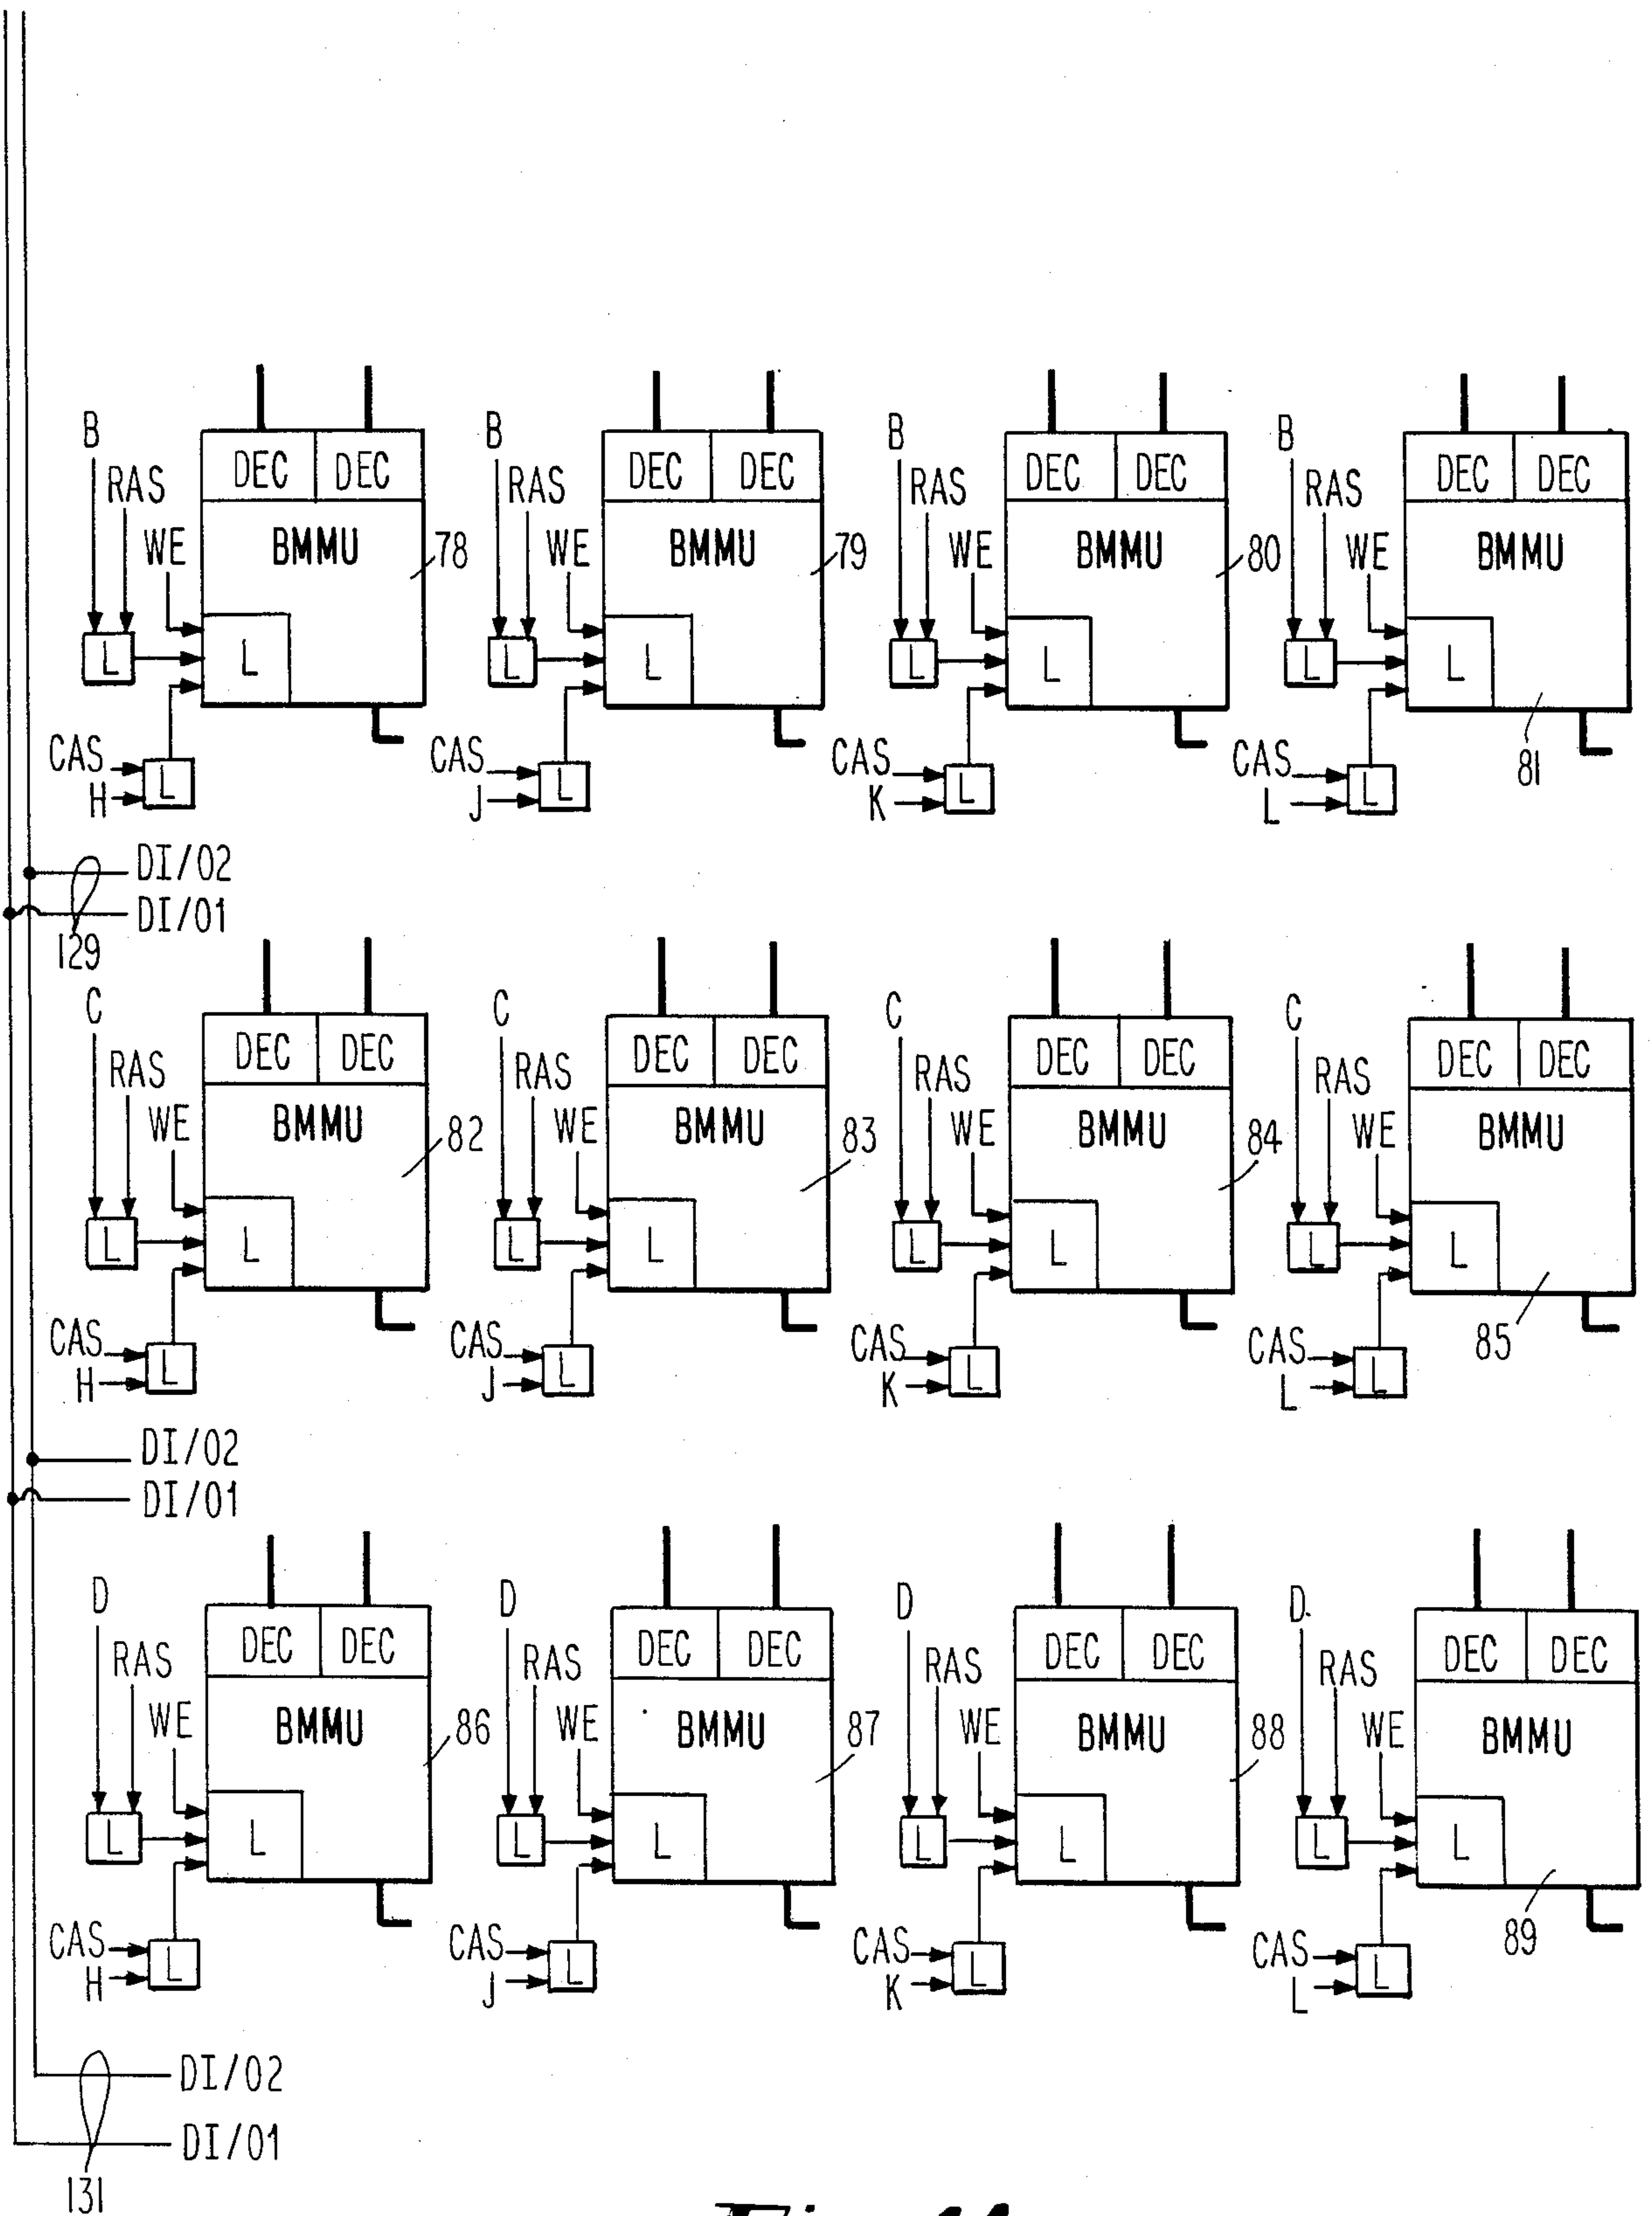 B B B B
RAS DEC DEC RAS DEC DEC RAS DEC DEC RAS DEC DEC
WE BMMU 78 WE BMMU 79 WE BMMU 80 WE BMMU
L L L L L L L L
CAS L CAS L CAS L CAS L 81
H J K L
DI/02
DI/01
129
C C C C
RAS DEC DEC RAS DEC DEC RAS DEC DEC RAS DEC DEC
WE BMMU 82 WE BMMU 83 WE BMMU 84 WE BMMU
L L L L L L L L
CAS L CAS L CAS L CAS L 85
H J K L
DI/02
DI/01
D D D D
RAS DEC DEC RAS DEC DEC RAS DEC DEC RAS DEC DEC
WE BMMU 86 WE BMMU 87 WE BMMU 88 WE BMMU
L L L L L L L L
CAS L CAS L CAS L CAS L 89
H J K L
DI/02
DI/01
131